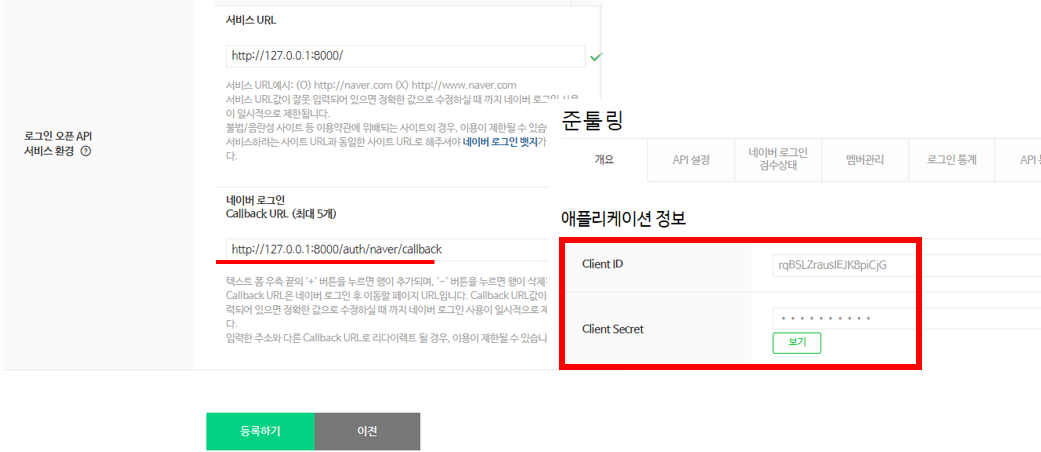 서비스 URL
http://127.0.0.1:8000/
서비스 URL예시: (O) http://naver.com (X) http://www.naver.com
서비스 URL값이 잘못 입력되어 있으면 정확한 값으로 수정하실 때 까지 네이버 로그인 사용
이 일시적으로 제한됩니다.
불법/음란성 사이트 등 이용약관에 위배되는 사이트의 경우, 이용이 제한될 수 있습
서비스하려는 사이트 URL과 동일한 사이트 URL로 해주셔야 네이버 로그인 뱃지가
다.
로그인 오픈 API
서비스 환경 ?
네이버 로그인
Callback URL (최대 5개)
http://127.0.0.1:8000/auth/naver/callback
텍스트 폼 우측 끝의 '+' 버튼을 누르면 행이 추가되며, '-' 버튼을 누르면 행이 삭제
Callback URL은 네이버 로그인 후 이동할 페이지 URL입니다. Callback URL값이
력되어 있으면 정확한 값으로 수정하실 때 까지 네이버 로그인 사용이 일시적으로 제
다.
입력한 주소와 다른 Callback URL로 리다이렉트 될 경우, 이용이 제한될 수 있습니
등록하기
이전
준툴링
개요
API 설정
네이버 로그인
검수상태
멤버관리
로그인 통계
API
애플리케이션 정보
Client ID
rqB5LZrausIEJK8piCjG
Client Secret
••••••••••
보기